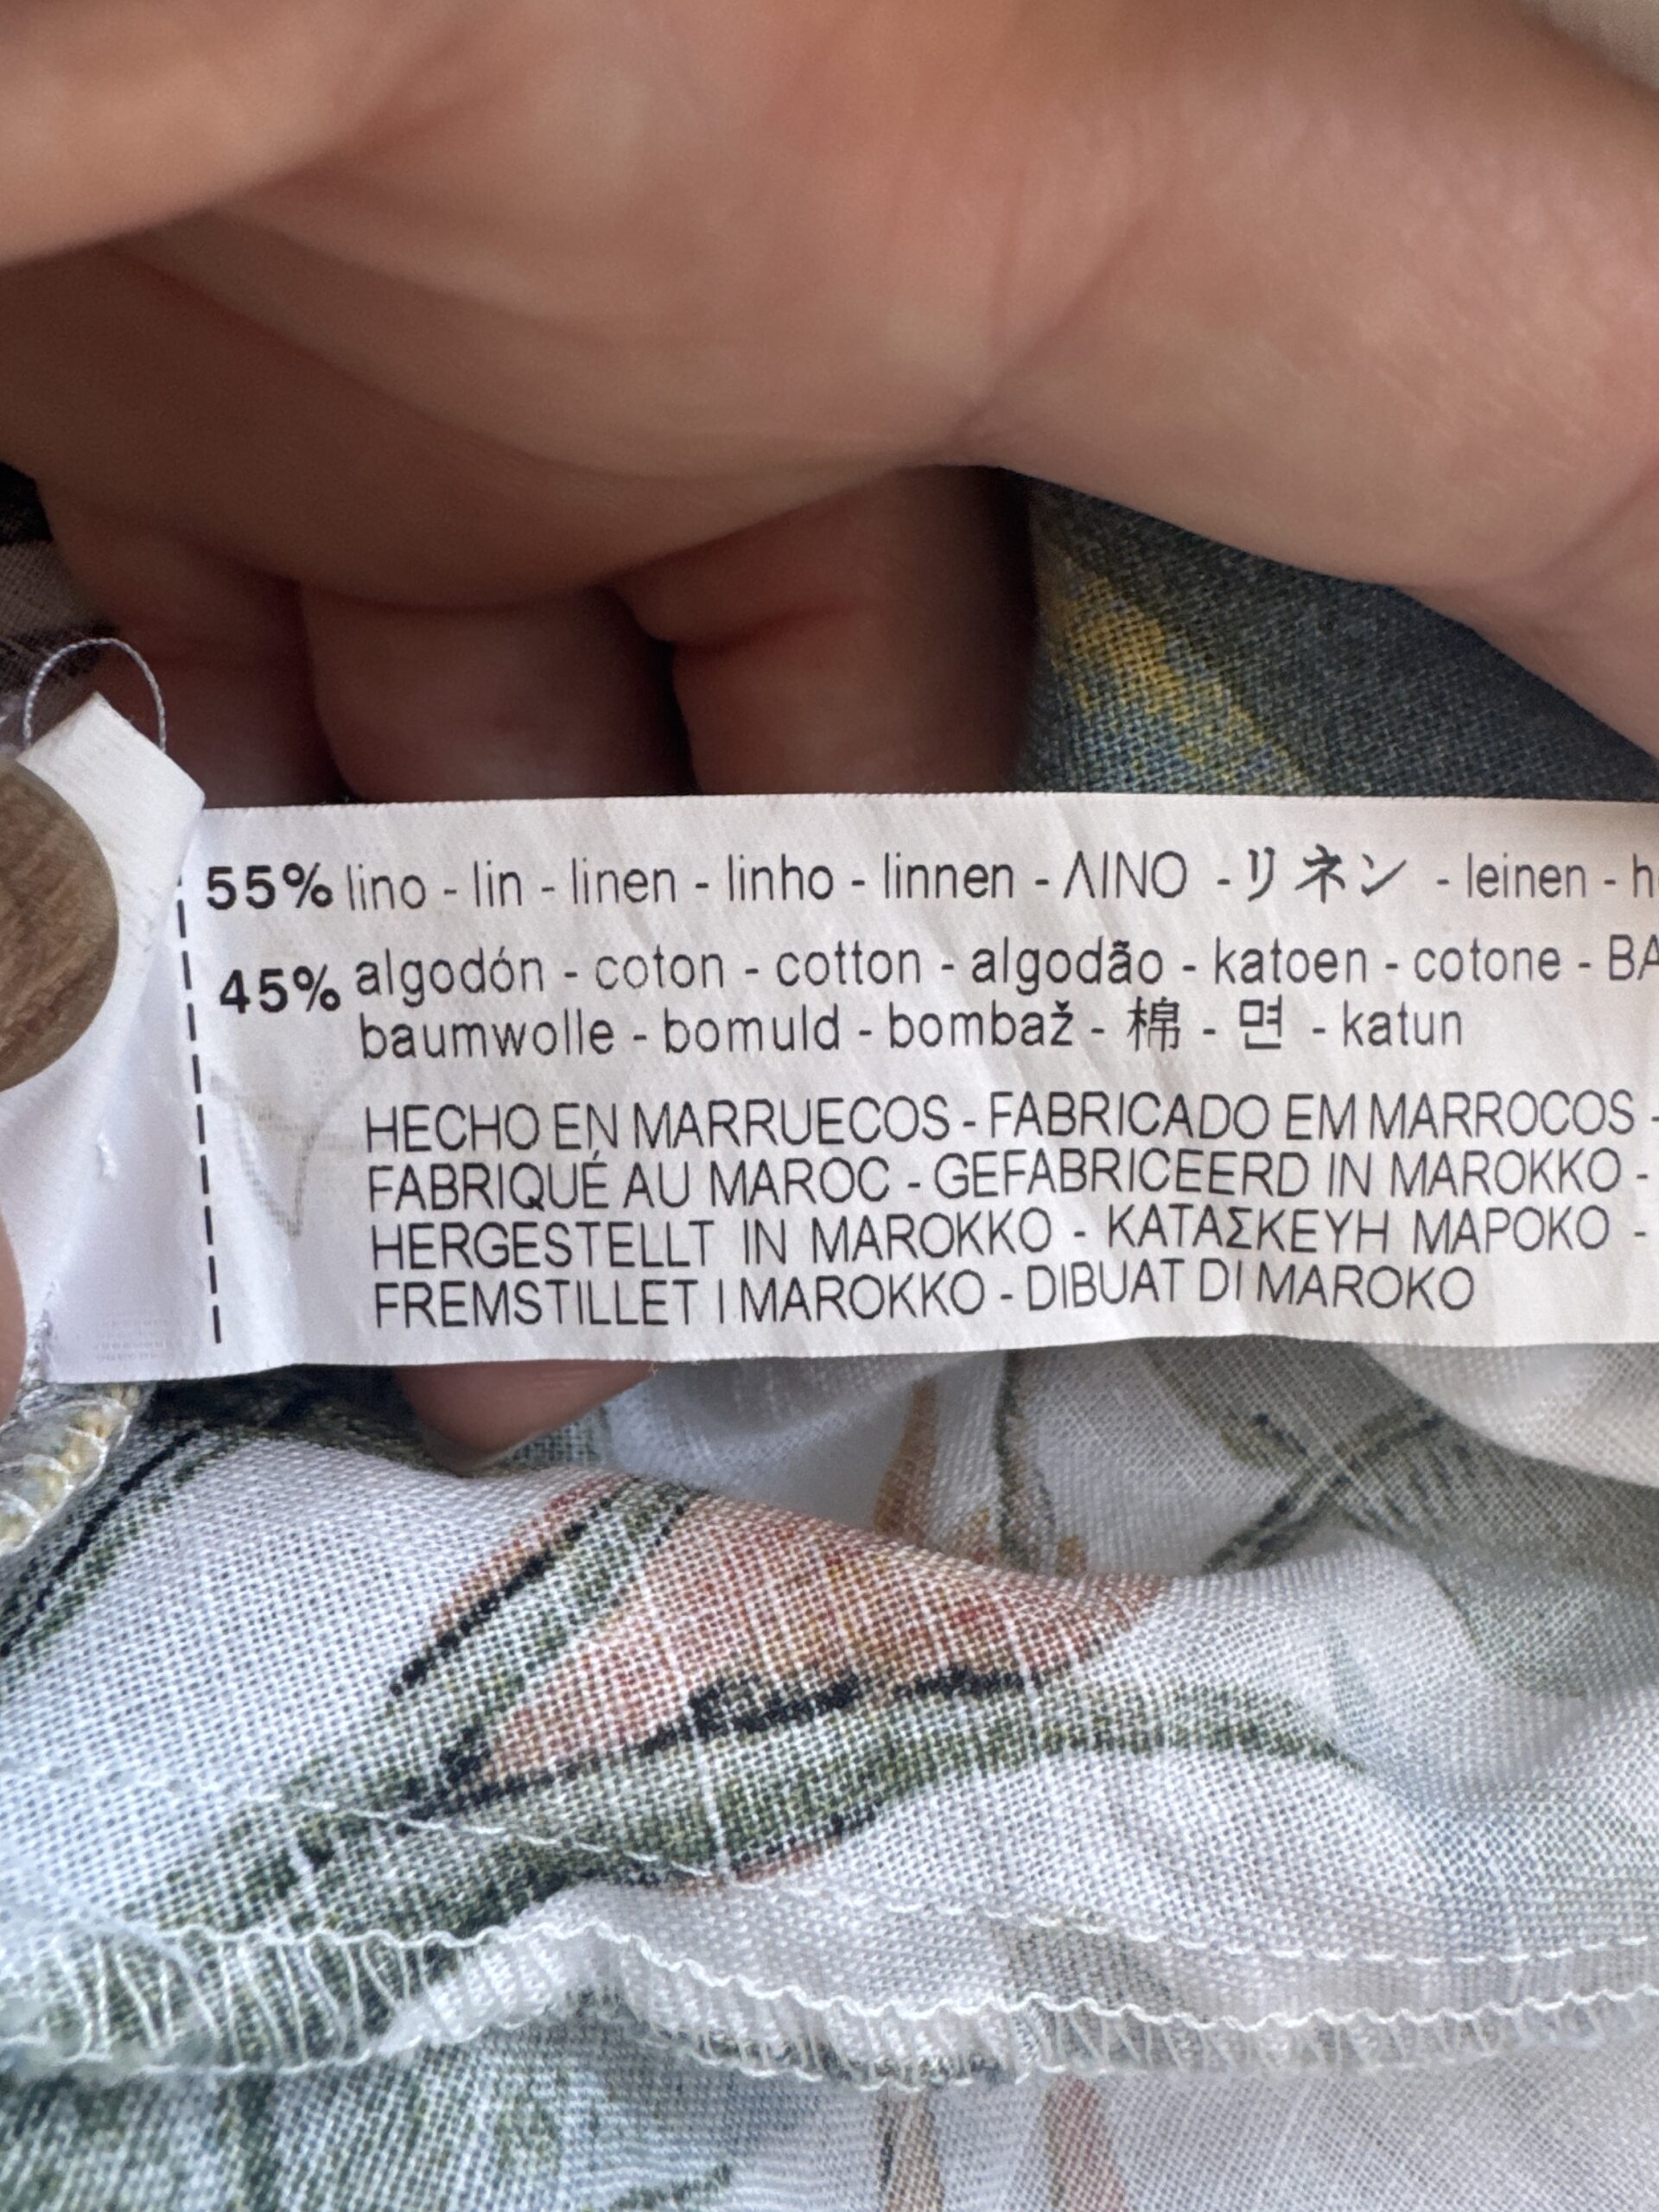 55% lino - lin - linen - linho - linnen - ΛΙΝΟ - リネン - leinen -
45% algodón - coton - cotton - algodão - katoen - cotone -
baumwolle - bomuld - bombaž - 棉 - 면 - katun
HECHO EN MARRUECOS - FABRICADO EM MARROCOS -
FABRIQUÉ AU MAROC - GEFABRICEERD IN MAROKKO -
HERGESTELLT IN MAROKKO - ΚΑΤΑΣΚΕΥΗ ΜΑΡΟΚΟ -
FREMSTILLET I MAROKKO - DIBUAT DI MAROKO